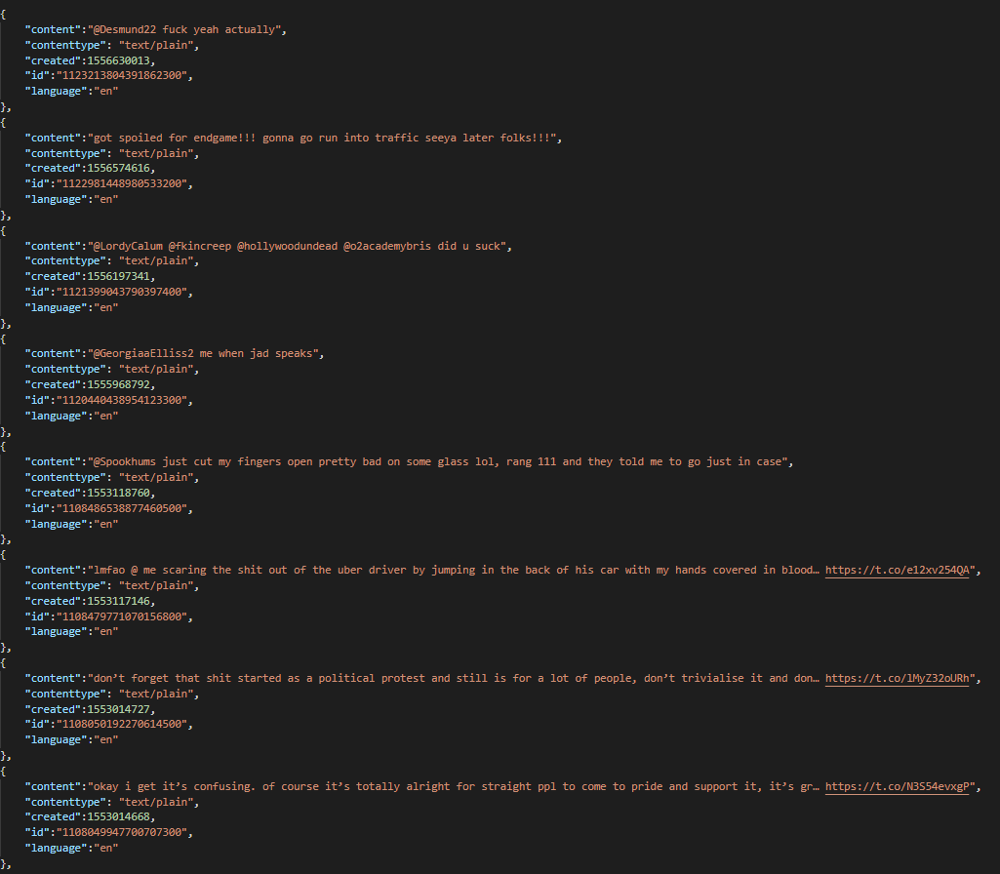 {
"content":"@Desmund22 fuck yeah actually",
"contenttype": "text/plain",
"created":1556630013,
"id":"1123213804391862300",
"language":"en"
},
{
"content":"got spoiled for endgame!!! gonna go run into traffic seeya later folks!!!",
"contenttype": "text/plain",
"created":1556574616,
"id":"1122981448980533200",
"language":"en"
},
{
"content":"@LordyCalum @fkincreep @hollywoodundead @o2academybris did u suck",
"contenttype": "text/plain",
"created":1556197341,
"id":"1121399043790397400",
"language":"en"
},
{
"content":"@GeorgiaaElliss2 me when jad speaks",
"contenttype": "text/plain",
"created":1555968792,
"id":"1120440438954123300",
"language":"en"
},
{
"content":"@Spookhums just cut my fingers open pretty bad on some glass lol, rang 111 and they told me to go just in case",
"contenttype": "text/plain",
"created":1553118760,
"id":"1108486538877460500",
"language":"en"
},
{
"content":"lmfao @ me scaring the shit out of the uber driver by jumping in the back of his car with my hands covered in blood… https://t.co/e12xv254QA",
"contenttype": "text/plain",
"created":1553117146,
"id":"1108479771070156800",
"language":"en"
},
{
"content":"don’t forget that shit started as a political protest and still is for a lot of people, don’t trivialise it and don… https://t.co/lMyZ32oURh",
"contenttype": "text/plain",
"created":1553014727,
"id":"1108050192270614500",
"language":"en"
},
{
"content":"okay i get it’s confusing. of course it’s totally alright for straight ppl to come to pride and support it, it’s gr… https://t.co/N3S54evxgP",
"contenttype": "text/plain",
"created":1553014668,
"id":"1108049947700707300",
"language":"en"
},